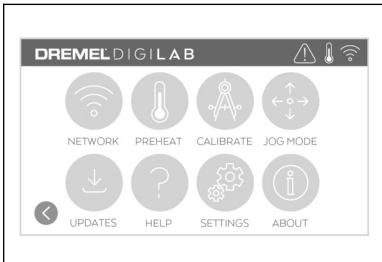 DREMEL DIGILAB
NETWORK PREHEAT CALIBRATE JOG MODE
UPDATES HELP SETTINGS ABOUT